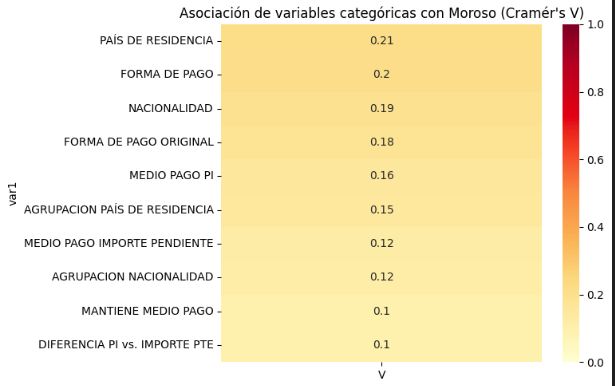 Asociación de variables categóricas con Moroso (Cramér's V)
var1
PAÍS DE RESIDENCIA 0.21
FORMA DE PAGO 0.2
NACIONALIDAD 0.19
FORMA DE PAGO ORIGINAL 0.18
MEDIO PAGO PI 0.16
AGRUPACION PAÍS DE RESIDENCIA 0.15
MEDIO PAGO IMPORTE PENDIENTE 0.12
AGRUPACION NACIONALIDAD 0.12
MANTIENE MEDIO PAGO 0.1
DIFERENCIA PI vs. IMPORTE PTE 0.1
V
1.0
0.8
0.6
0.4
0.2
0.0